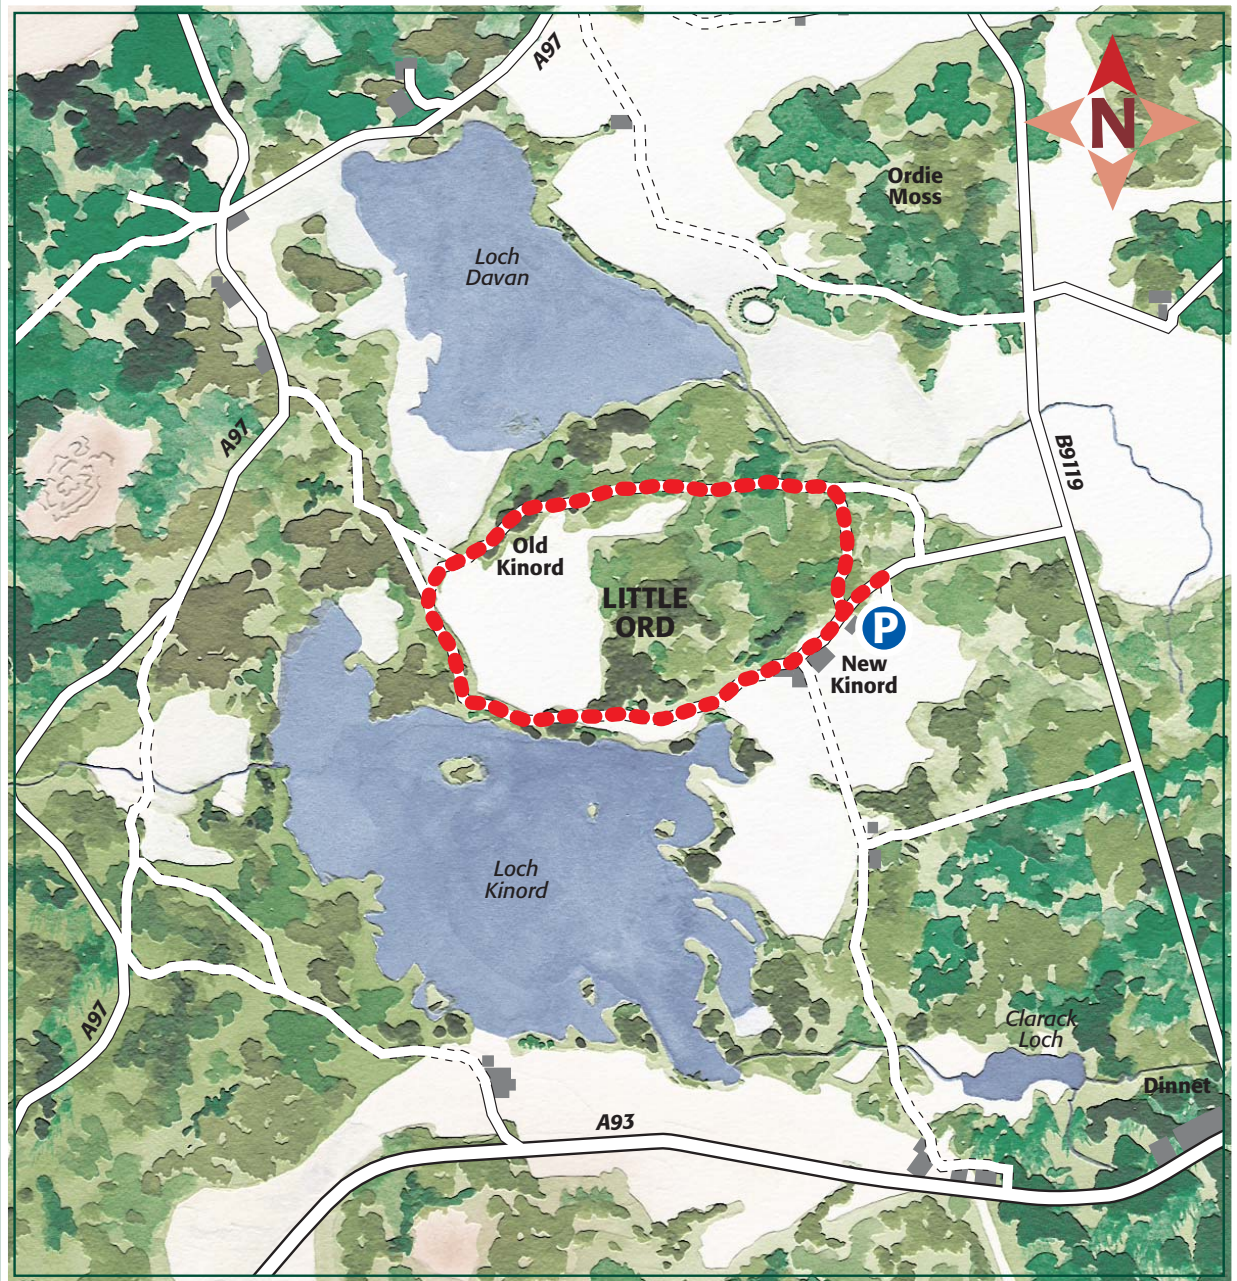 A97
N
Ordie
Moss
Loch
Davan
A97
B9119
Old
Kinord
LITTLE
ORD
P
New
Kinord
Loch
Kinord
A97
Clarack
Loch
Dinnet
A93